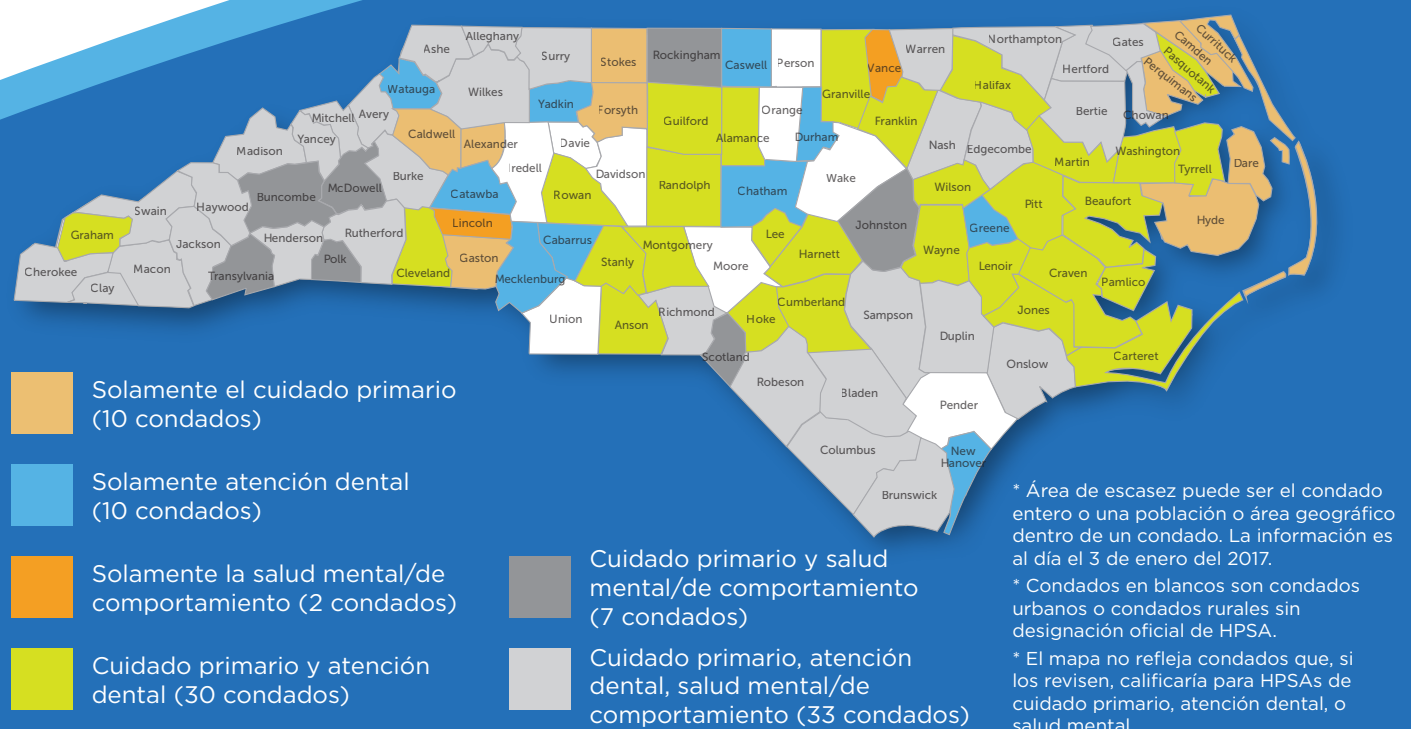 Ashe
Alleghany
Surry
Stokes
Rockingham
Caswell
Person
Granville
Vance
Warren
Northampton
Gates
Currituck
Camden
Pasquotank
Perquimans
Hertford
Halifax
Bertie
Chowan
Watauga
Wilkes
Yadkin
Forsyth
Guilford
Alamance
Orange
Durham
Franklin
Nash
Edgecombe
Martin
Washington
Tyrrell
Dare
Mitchell
Avery
Yancey
Madison
Caldwell
Alexander
Iredell
Davie
Davidson
Randolph
Chatham
Wake
Wilson
Pitt
Beaufort
Hyde
Buncombe
McDowell
Burke
Catawba
Rowan
Johnston
Greene
Swain
Haywood
Graham
Jackson
Henderson
Rutherford
Lincoln
Cabarrus
Lee
Harnett
Wayne
Lenoir
Craven
Pamlico
Cherokee
Macon
Clay
Transylvania
Polk
Cleveland
Gaston
Mecklenburg
Stanly
Montgomery
Moore
Cumberland
Sampson
Jones
Union
Anson
Richmond
Hoke
Scotland
Duplin
Onslow
Carteret
Robeson
Bladen
Pender
Columbus
New
Hanover
Brunswick
Solamente el cuidado primario
(10 condados)
Solamente atención dental
(10 condados)
Solamente la salud mental/de
comportamiento (2 condados)
Cuidado primario y atención
dental (30 condados)
Cuidado primario y salud
mental/de comportamiento
(7 condados)
Cuidado primario, atención
dental, salud mental/de
comportamiento (33 condados)
* Área de escasez puede ser el condado
entero o una población o área geográfico
dentro de un condado. La información es
al día el 3 de enero del 2017.
* Condados en blancos son condados
urbanos o condados rurales sin
designación oficial de HPSA.
* El mapa no refleja condados que, si
los revisen, calificaría para HPSAs de
cuidado primario, atención dental, o
salud mental